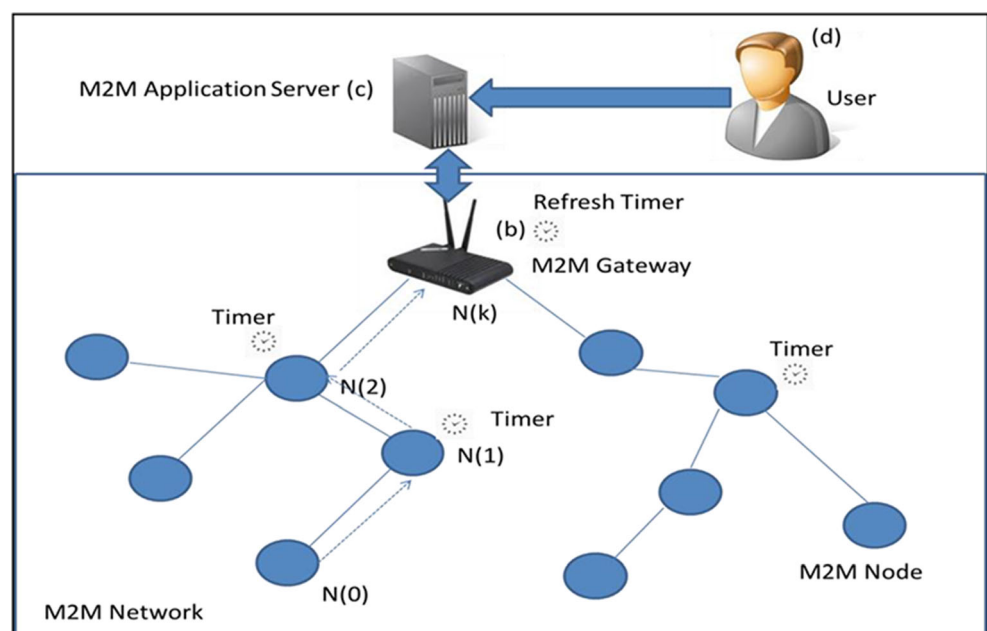 (d)
M2M Application Server (c)
User
Refresh Timer
(b)
M2M Gateway
N(k)
Timer
Timer
N(2)
Timer
N(1)
N(0)
M2M Node
M2M Network